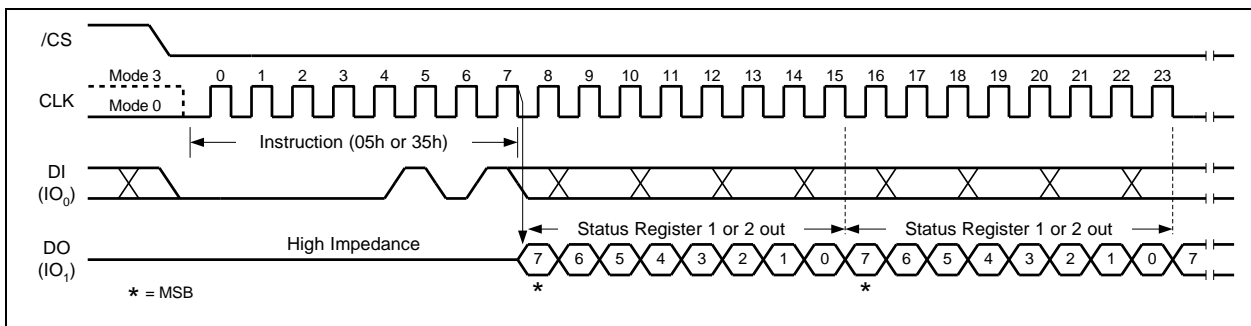 /CS
Mode 3 0 1 2 3 4 5 6 7 8 9 10 11 12 13 14 15 16 17 18 19 20 21 22 23
CLK Mode 0
Instruction (05h or 35h)
DI
(IO0)
Status Register 1 or 2 out Status Register 1 or 2 out
High Impedance
DO 7 6 5 4 3 2 1 0 7 6 5 4 3 2 1 0 7
(IO1)
* *
* = MSB